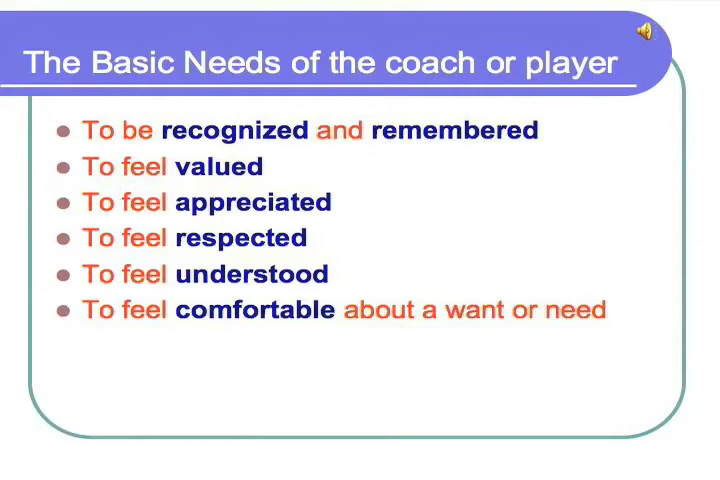 The Basic Needs of the coach or player
To be recognized and remembered
To feel valued
To feel appreciated
To feel respected
To feel understood
To feel comfortable about a want or need